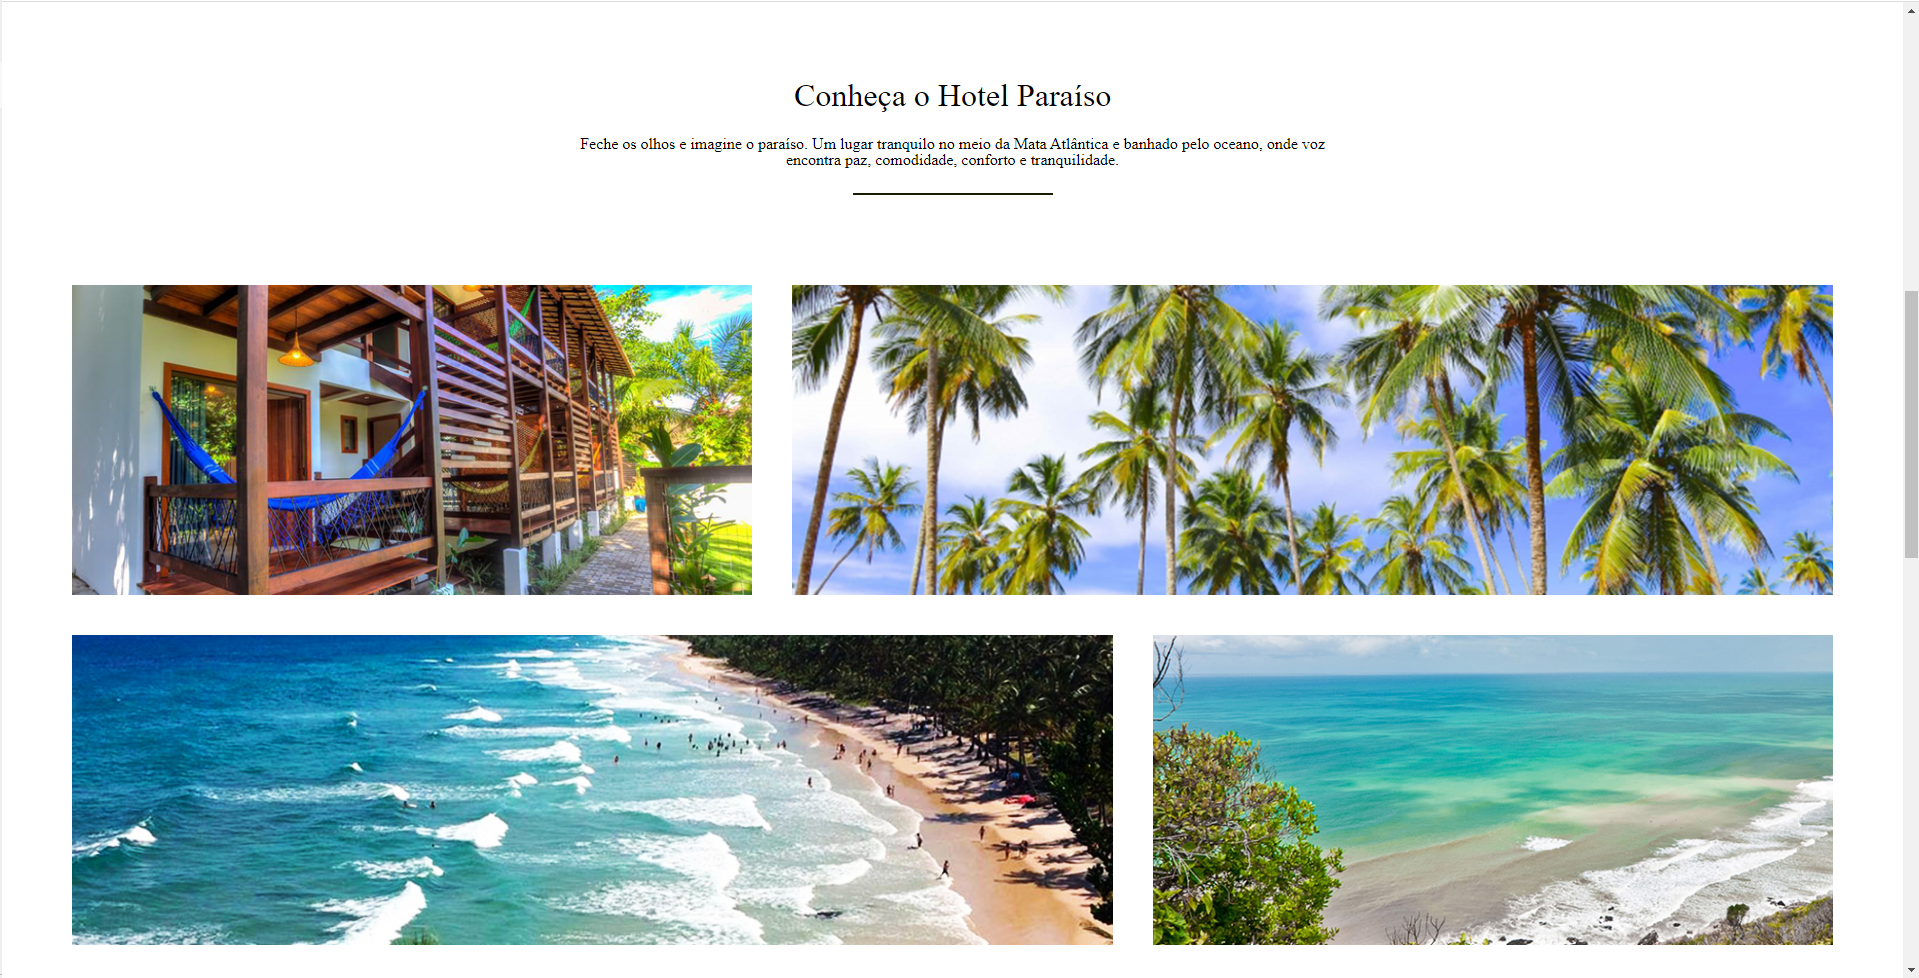 Conheça o Hotel Paraíso
Feche os olhos e imagine o paraíso. Um lugar tranquilo no meio da Mata Atlântica e banhado pelo oceano, onde voz
encontra paz, comodidade, conforto e tranquilidade.